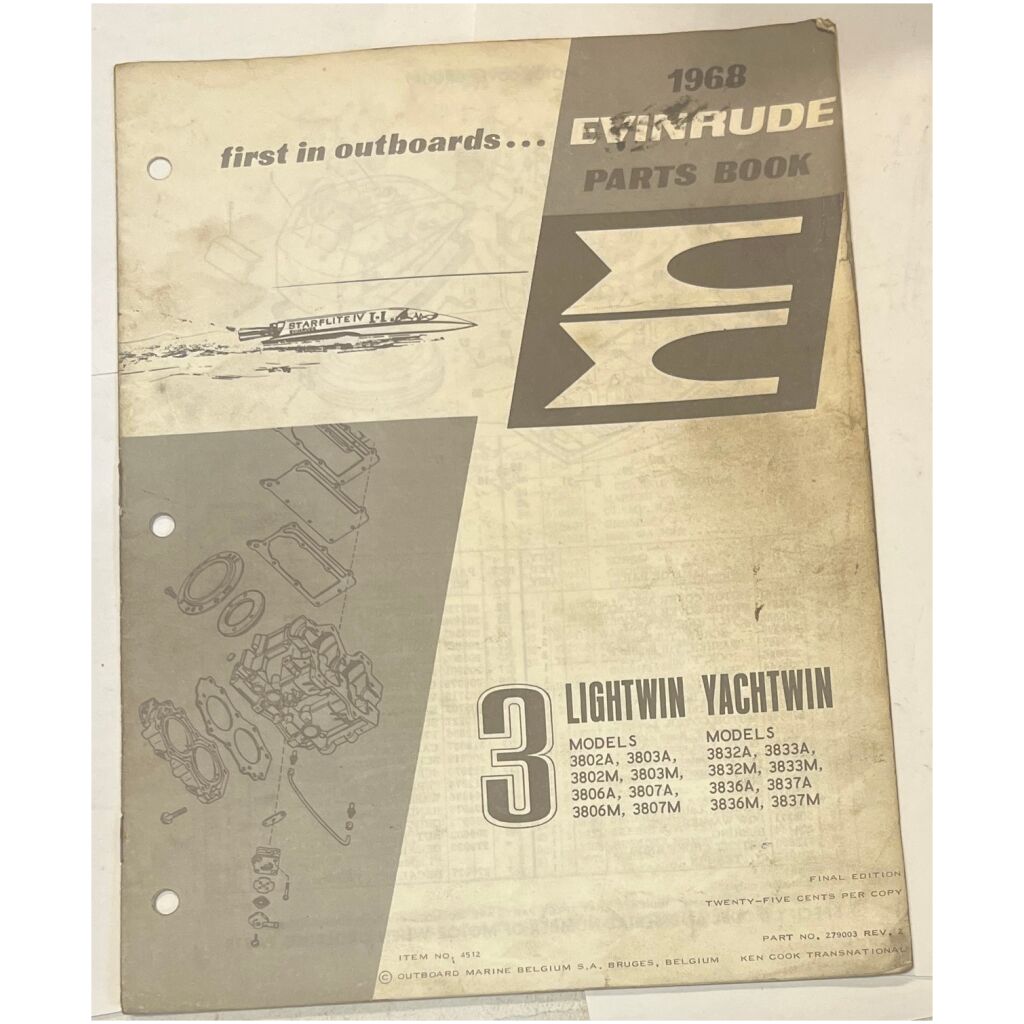 1968
EVINRUDE
PARTS BOOK
first in outboards...
STARFLITE IV
3
LIGHTWIN
MODELS
3802A, 3803A,
3802M, 3803M,
3806A, 3807A,
3806M, 3807M
YACHTWIN
MODELS
3832A, 3833A,
3832M, 3833M,
3836A, 3837A
3836M, 3837M
FINAL EDITION
TWENTY-FIVE CENTS PER COPY
PART NO. 279003 REV. 2
ITEM NO. 4512
© OUTBOARD MARINE BELGIUM S.A. BRUGES, BELGIUM
KEN COOK TRANSNATIONAL